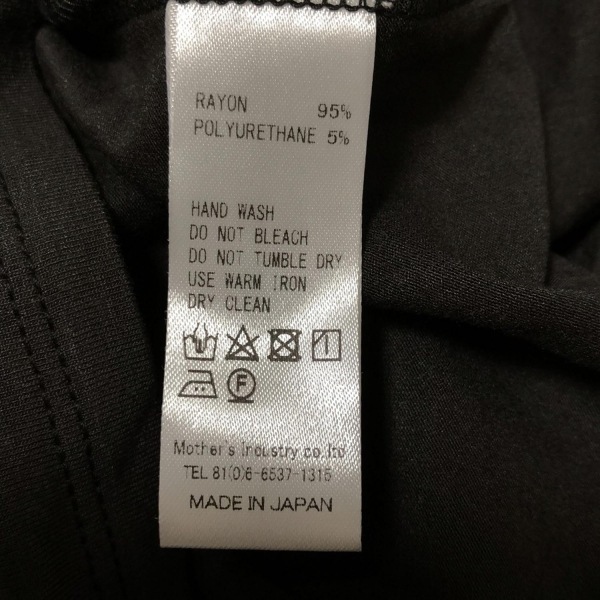 RAYON 95%
POLYURETHANE 5%
HAND WASH
DO NOT BLEACH
DO NOT TUMBLE DRY
USE WARM IRON
DRY CLEAN
F
Mother's Industry co.ltd
TEL 81(0)6-6537-1315
MADE IN JAPAN